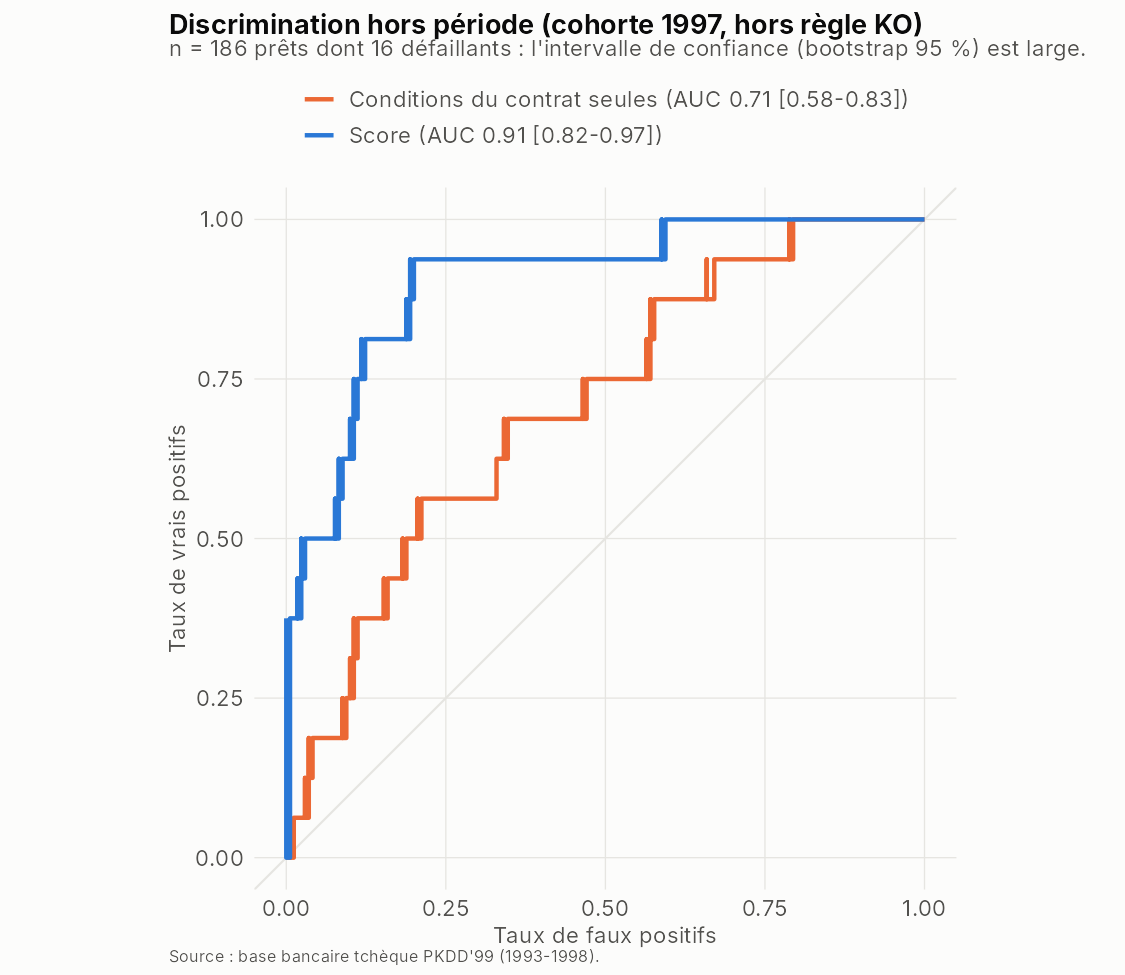 Discrimination hors période (cohorte 1997, hors règle KO)
n = 186 prêts dont 16 défaillants : l'intervalle de confiance (bootstrap 95 %) est large.
Conditions du contrat seules (AUC 0.71 [0.58-0.83])
Score (AUC 0.91 [0.82-0.97])
Taux de vrais positifs
1.00
0.75
0.50
0.25
0.00
0.00 0.25 0.50 0.75 1.00
Taux de faux positifs
Source : base bancaire tchèque PKDD'99 (1993-1998).